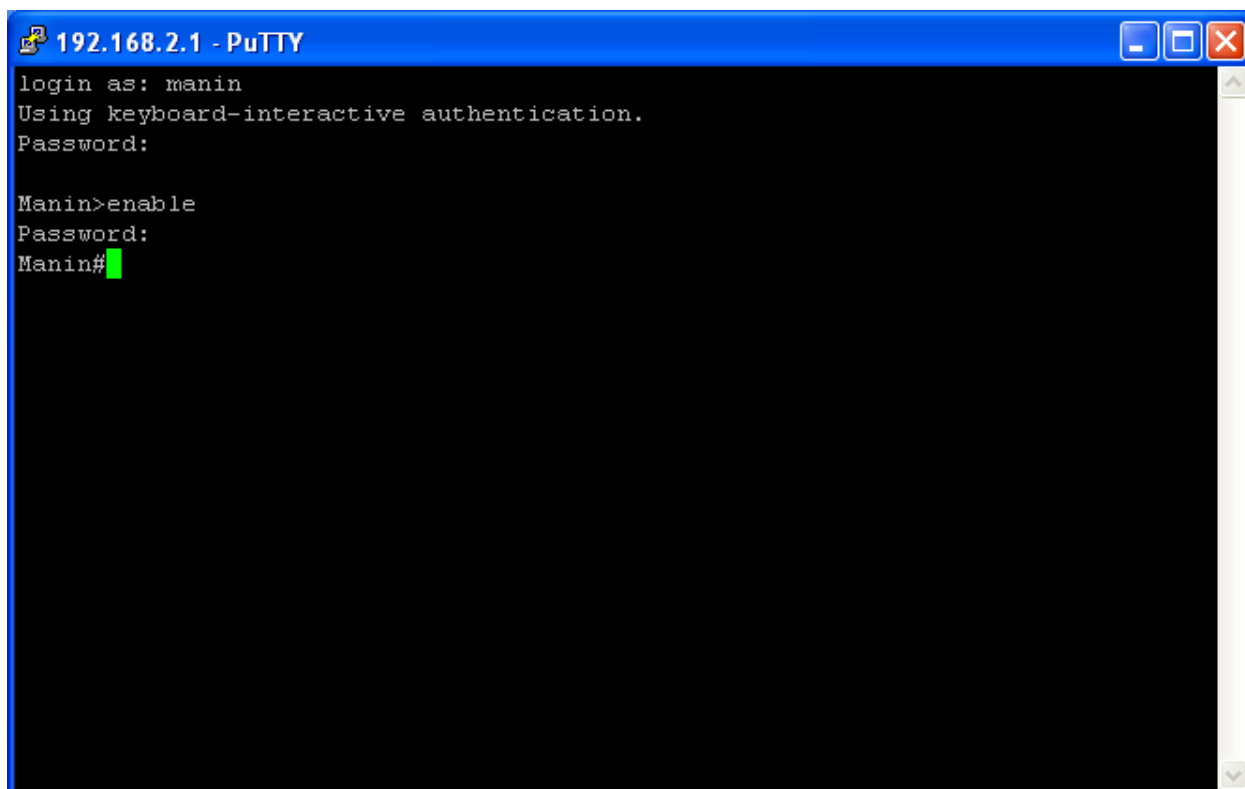 192.168.2.1 - PuTTY
login as: manin
Using keyboard-interactive authentication.
Password:
Manin>enable
Password:
Manin#